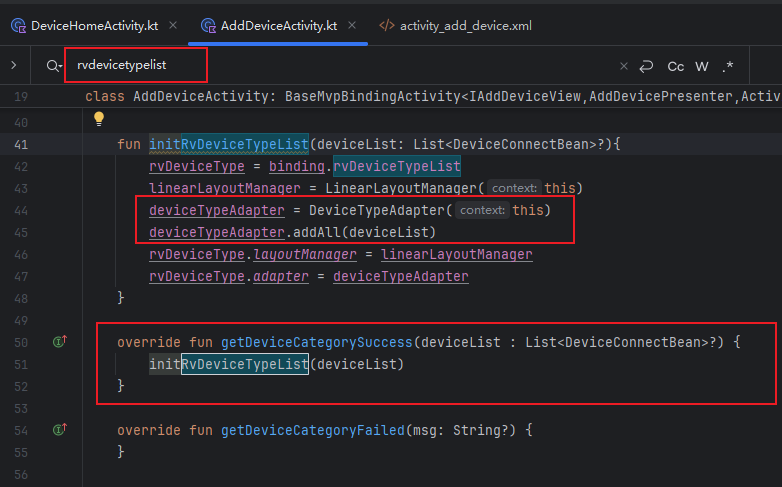 DeviceHomeActivity.kt × AddDeviceActivity.kt × activity_add_device.xml
rvdevicetypelist × Cc W .*
19 class AddDeviceActivity: BaseMvpBindingActivity<IAddDeviceView,AddDevicePresenter,Activ
40
41 fun initRvDeviceTypeList(deviceList: List<DeviceConnectBean>?){
42 rvDeviceType = binding.rvDeviceTypeList
43 linearLayoutManager = LinearLayoutManager( context: this)
44 deviceTypeAdapter = DeviceTypeAdapter( context: this)
45 deviceTypeAdapter.addAll(deviceList)
46 rvDeviceType.layoutManager = linearLayoutManager
47 rvDeviceType.adapter = deviceTypeAdapter
48 }
49
50 override fun getDeviceCategorySuccess(deviceList : List<DeviceConnectBean>?) {
51 initRvDeviceTypeList(deviceList)
52 }
53
54 override fun getDeviceCategoryFailed(msg: String?) {
55 }
56